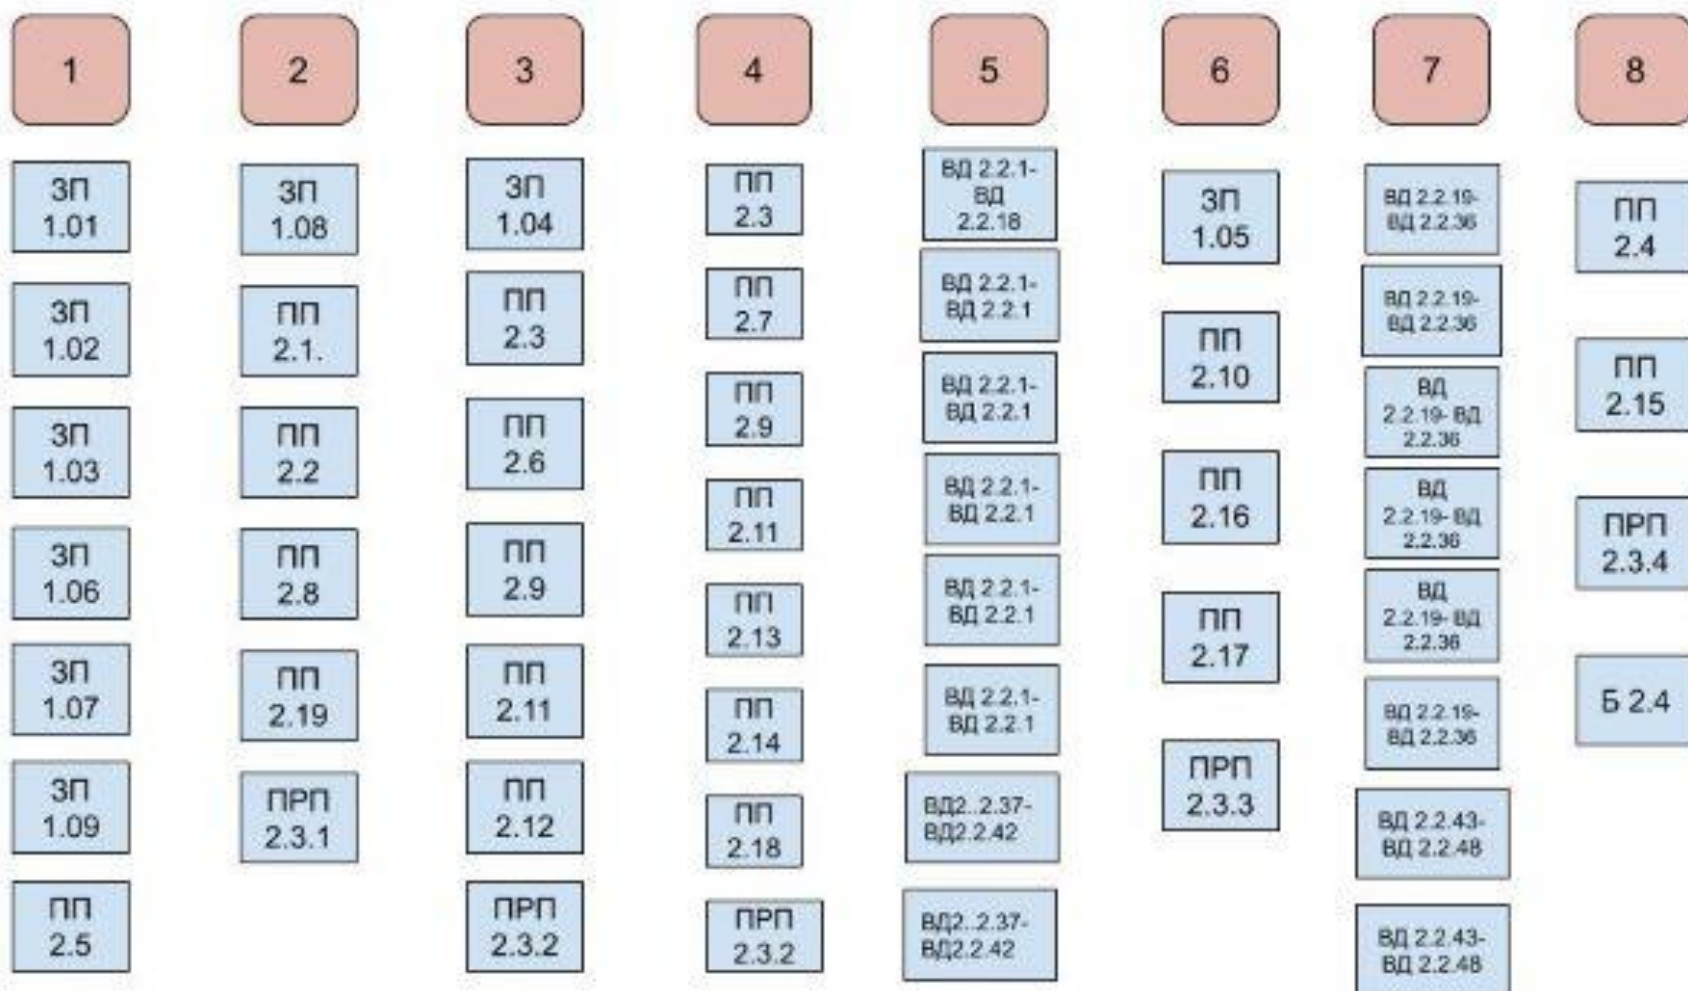 1
2
3
4
5
6
7
8
ЗП
1.01
ЗП
1.02
ЗП
1.03
ЗП
1.06
ЗП
1.07
ЗП
1.09
ПП
2.5
ЗП
1.08
ПП
2.1.
ПП
2.2
ПП
2.8
ПП
2.19
ПРП
2.3.1
ЗП
1.04
ПП
2.3
ПП
2.6
ПП
2.9
ПП
2.11
ПП
2.12
ПРП
2.3.2
ПП
2.3
ПП
2.7
ПП
2.9
ПП
2.11
ПП
2.13
ПП
2.14
ПП
2.18
ПРП
2.3.2
ВД 2.2.1-
ВД
2.2.18
ВД 2.2.1-
ВД 2.2.1
ВД 2.2.1-
ВД 2.2.1
ВД 2.2.1-
ВД 2.2.1
ВД 2.2.1-
ВД 2.2.1
ВД 2.2.1-
ВД 2.2.1
ВД2..2.37-
ВД2.2.42
ВД2..2.37-
ВД2.2.42
ЗП
1.05
ПП
2.10
ПП
2.16
ПП
2.17
ПРП
2.3.3
ВД 2.2.19-
ВД 2.2.36
ВД 2.2.19-
ВД 2.2.36
ВД
2.2.19- ВД
2.2.36
ВД
2.2.19- ВД
2.2.36
ВД
2.2.19- ВД
2.2.36
ВД 2.2.19-
ВД 2.2.36
ВД 2.2.43-
ВД 2.2.48
ВД 2.2.43-
ВД 2.2.48
ПП
2.4
ПП
2.15
ПРП
2.3.4
Б 2.4